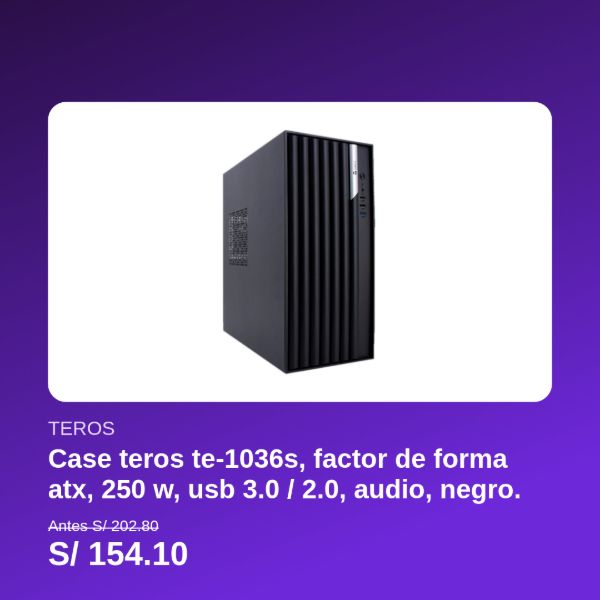 TEROS
Case teros te-1036s, factor de forma
atx, 250 w, usb 3.0 / 2.0, audio, negro.
Antes S/ 202.80
S/ 154.10